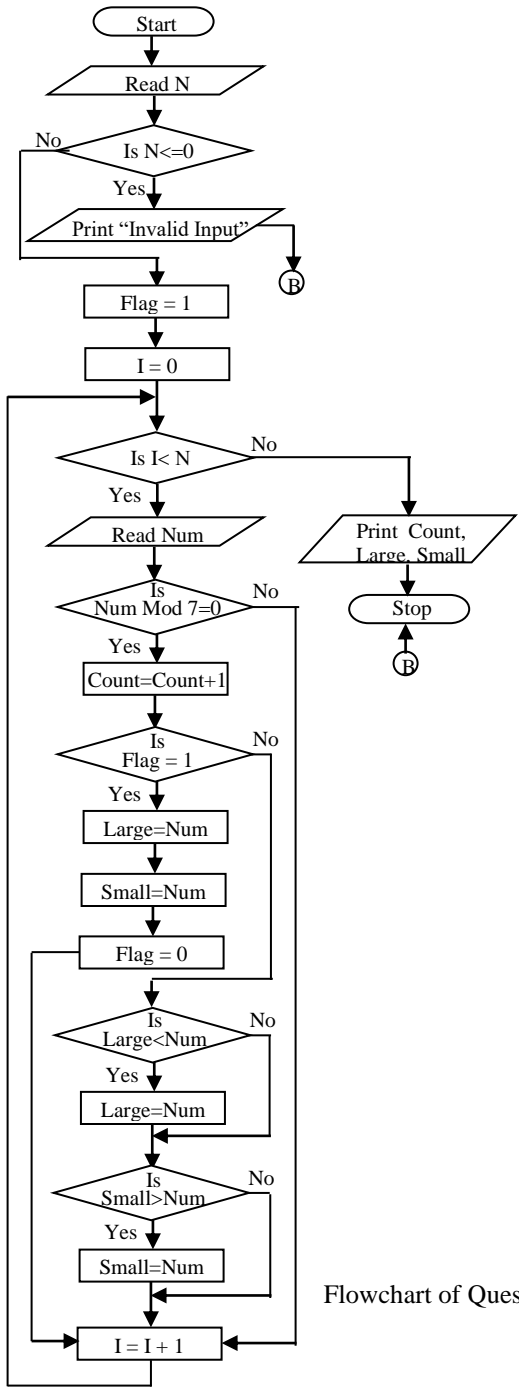 Start
Read N
No
Is N<=0
Yes
Print “Invalid Input”
B
Flag = 1
I = 0
Is I< N
No
Yes
Read Num
Print Count,
Large, Small
Is
Num Mod 7=0
No
Stop
Yes
B
Count=Count+1
Is
Flag = 1
No
Yes
Large=Num
Small=Num
Flag = 0
Is
Large<Num
No
Yes
Large=Num
Is
Small>Num
No
Yes
Small=Num
Flowchart of Ques
I = I + 1